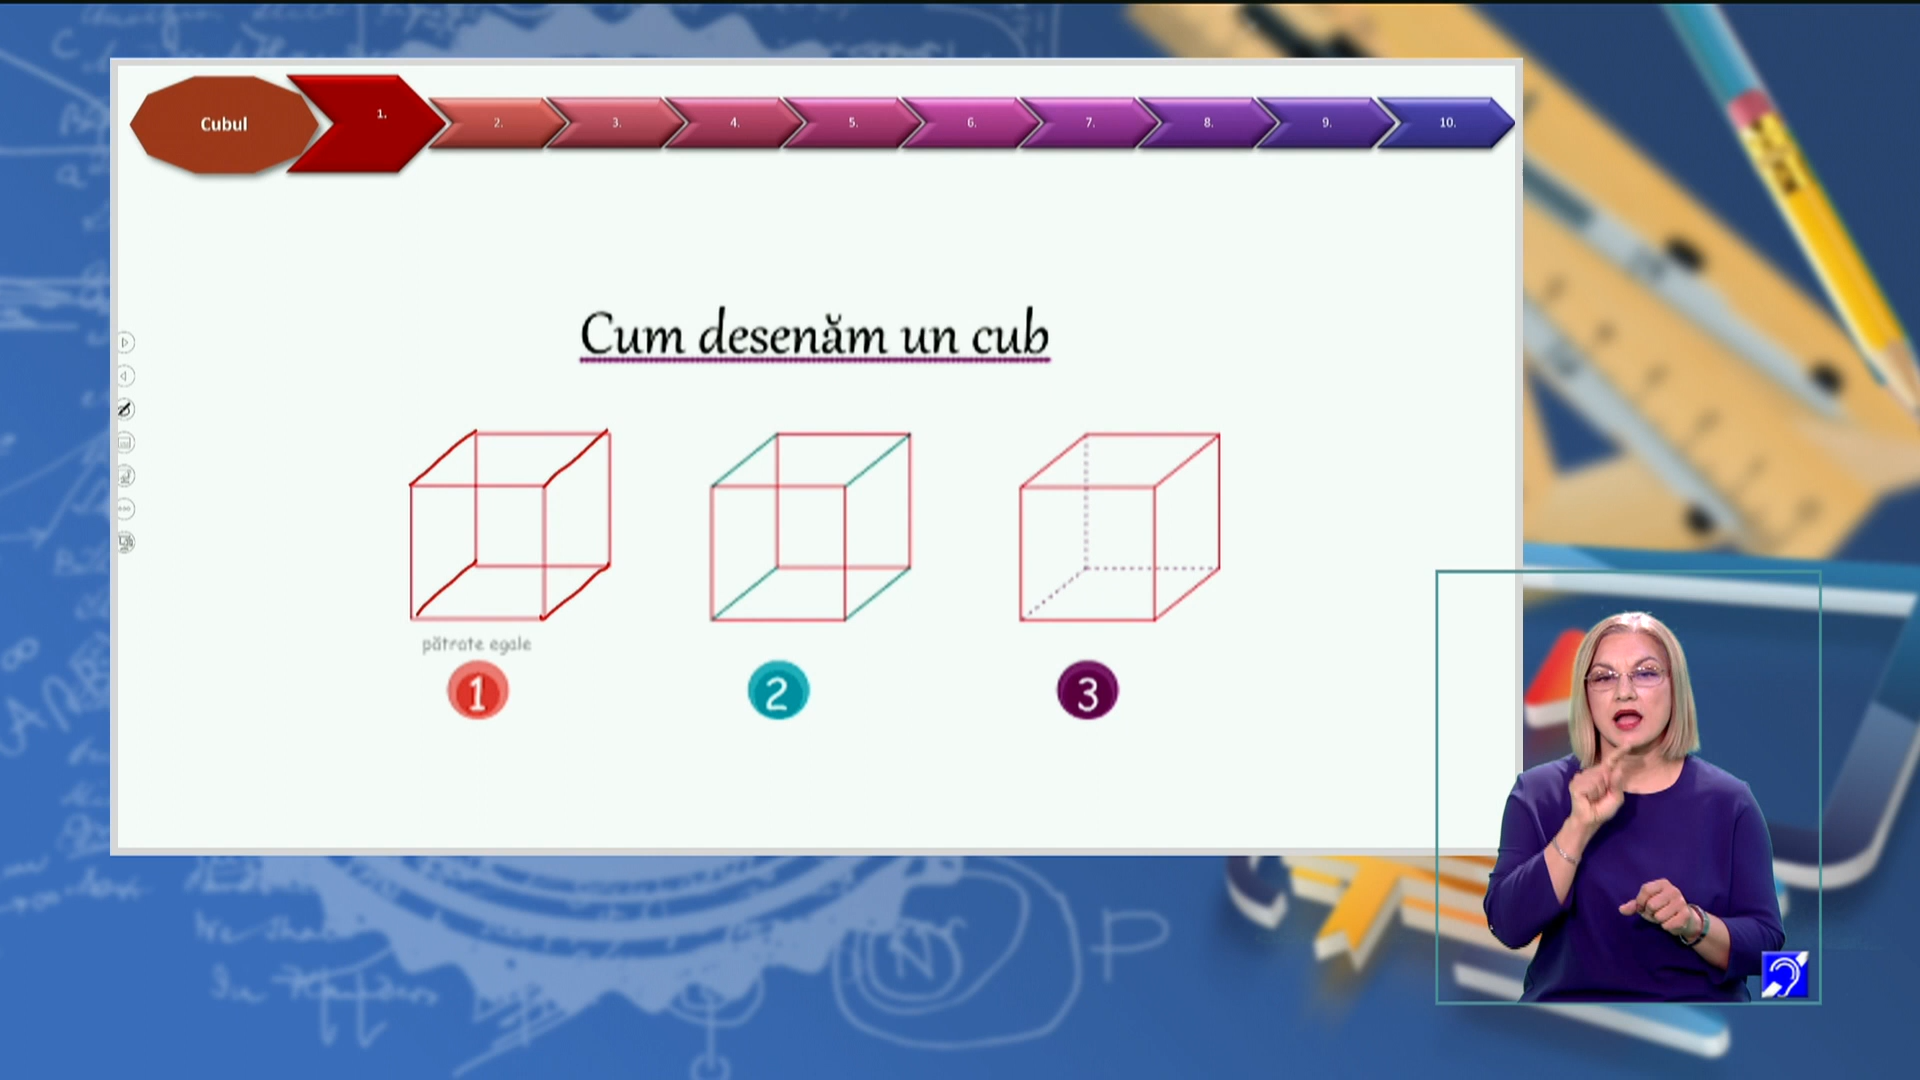 Cubul
1.
2.
3.
4.
5.
6.
7.
8.
9.
10.
Cum desenăm un cub
pătrate egale
1
2
3
N
P